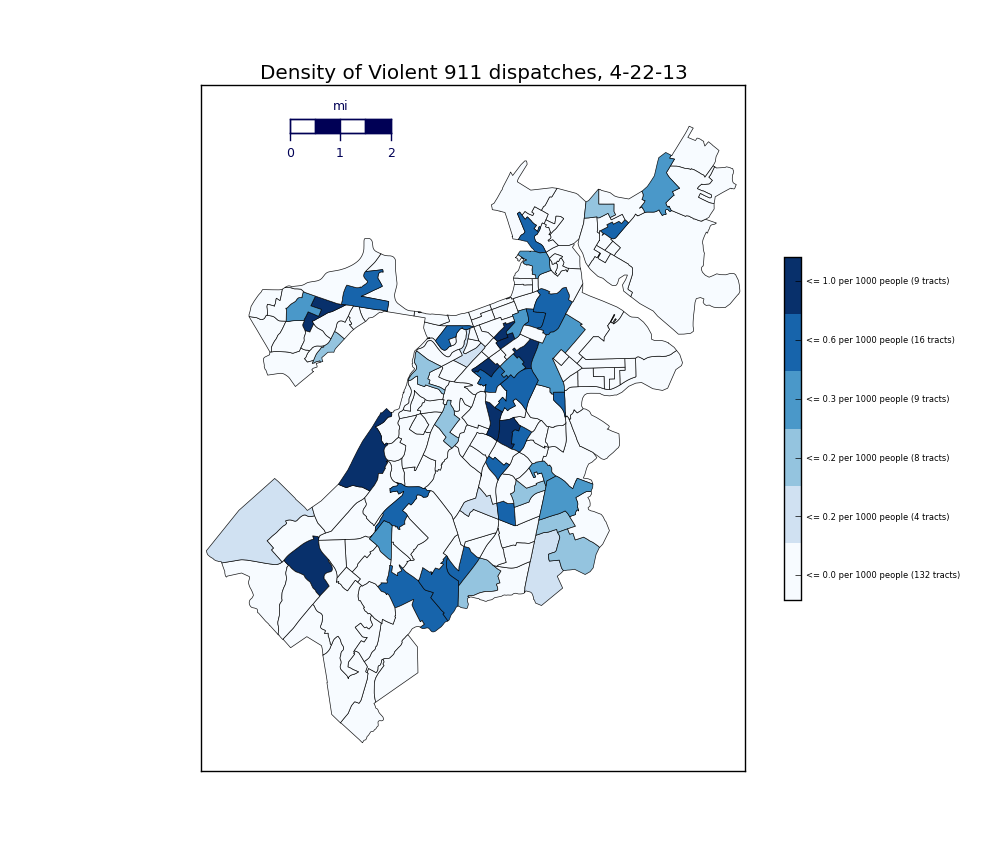 Density of Violent 911 dispatches, 4-22-13
mi
0 1 2
<= 1.0 per 1000 people (9 tracts)
<= 0.6 per 1000 people (16 tracts)
<= 0.3 per 1000 people (9 tracts)
<= 0.2 per 1000 people (8 tracts)
<= 0.2 per 1000 people (4 tracts)
<= 0.0 per 1000 people (132 tracts)